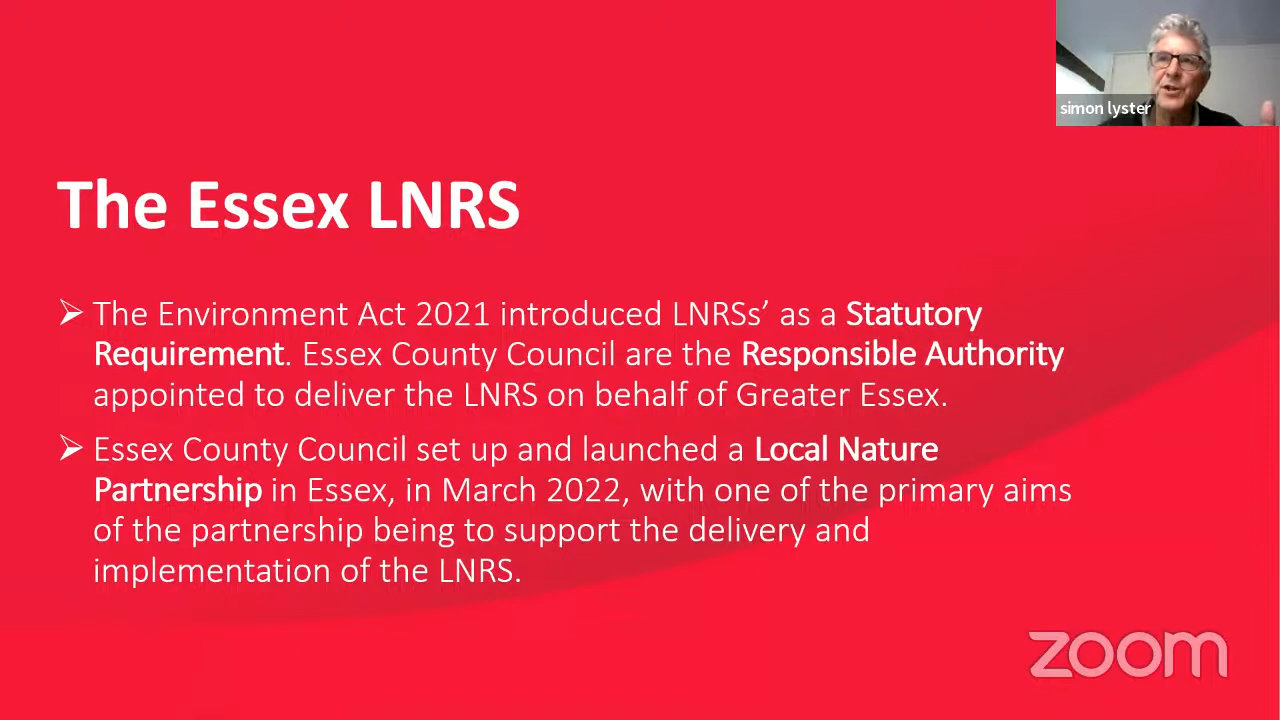 simon lyster
The Essex LNRS
➢ The Environment Act 2021 introduced LNRSs’ as a Statutory
Requirement. Essex County Council are the Responsible Authority
appointed to deliver the LNRS on behalf of Greater Essex.
➢ Essex County Council set up and launched a Local Nature
Partnership in Essex, in March 2022, with one of the primary aims
of the partnership being to support the delivery and
implementation of the LNRS.
zoom